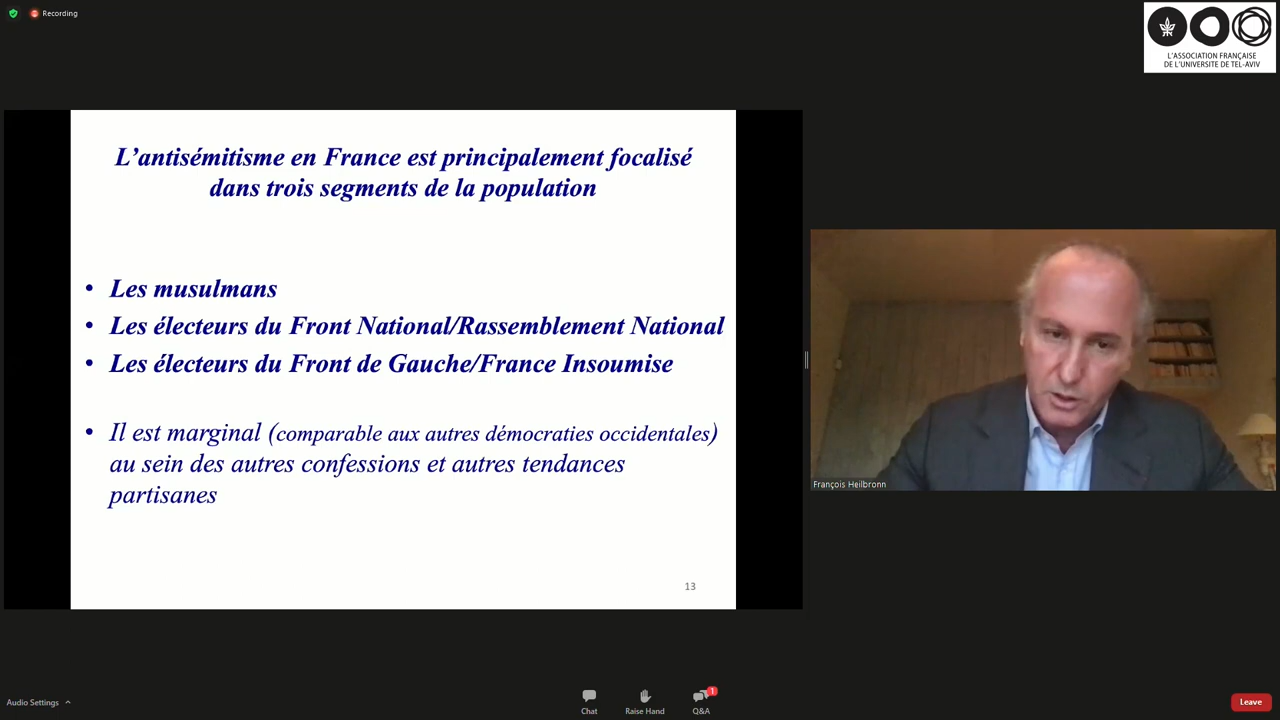 Recording
L'ASSOCIATION FRANÇAISE
DE L'UNIVERSITE DE TEL-AVIV
L'antisémitisme en France est principalement focalisé
dans trois segments de la population
• Les musulmans
• Les électeurs du Front National/Rassemblement National
• Les électeurs du Front de Gauche/France Insoumise
• Il est marginal (comparable aux autres démocraties occidentales)
au sein des autres confessions et autres tendances
partisanes
13
François Heilbronn
Audio Settings
Chat
Raise Hand
1
Q&A
Leave